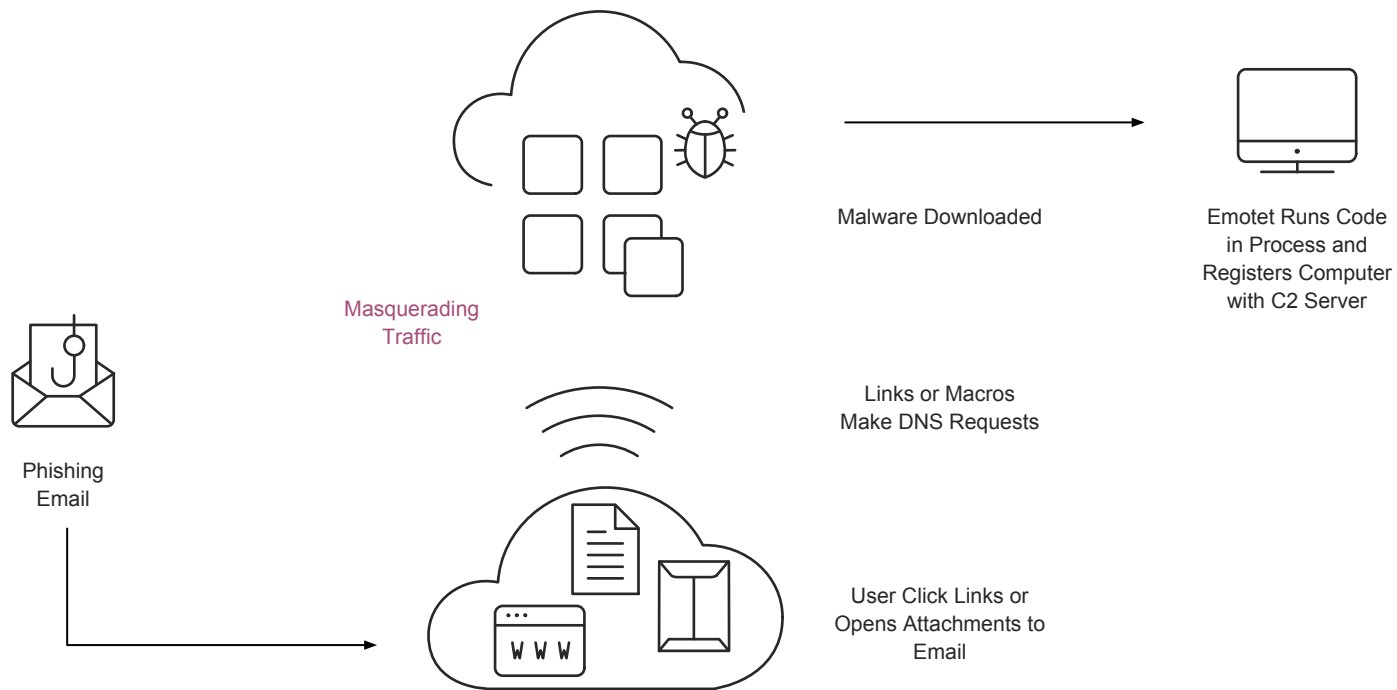 Malware Downloaded
Emotet Runs Code
in Process and
Registers Computer
with C2 Server
Masquerading
Traffic
Links or Macros
Make DNS Requests
Phishing
Email
W W W
User Click Links or
Opens Attachments to
Email